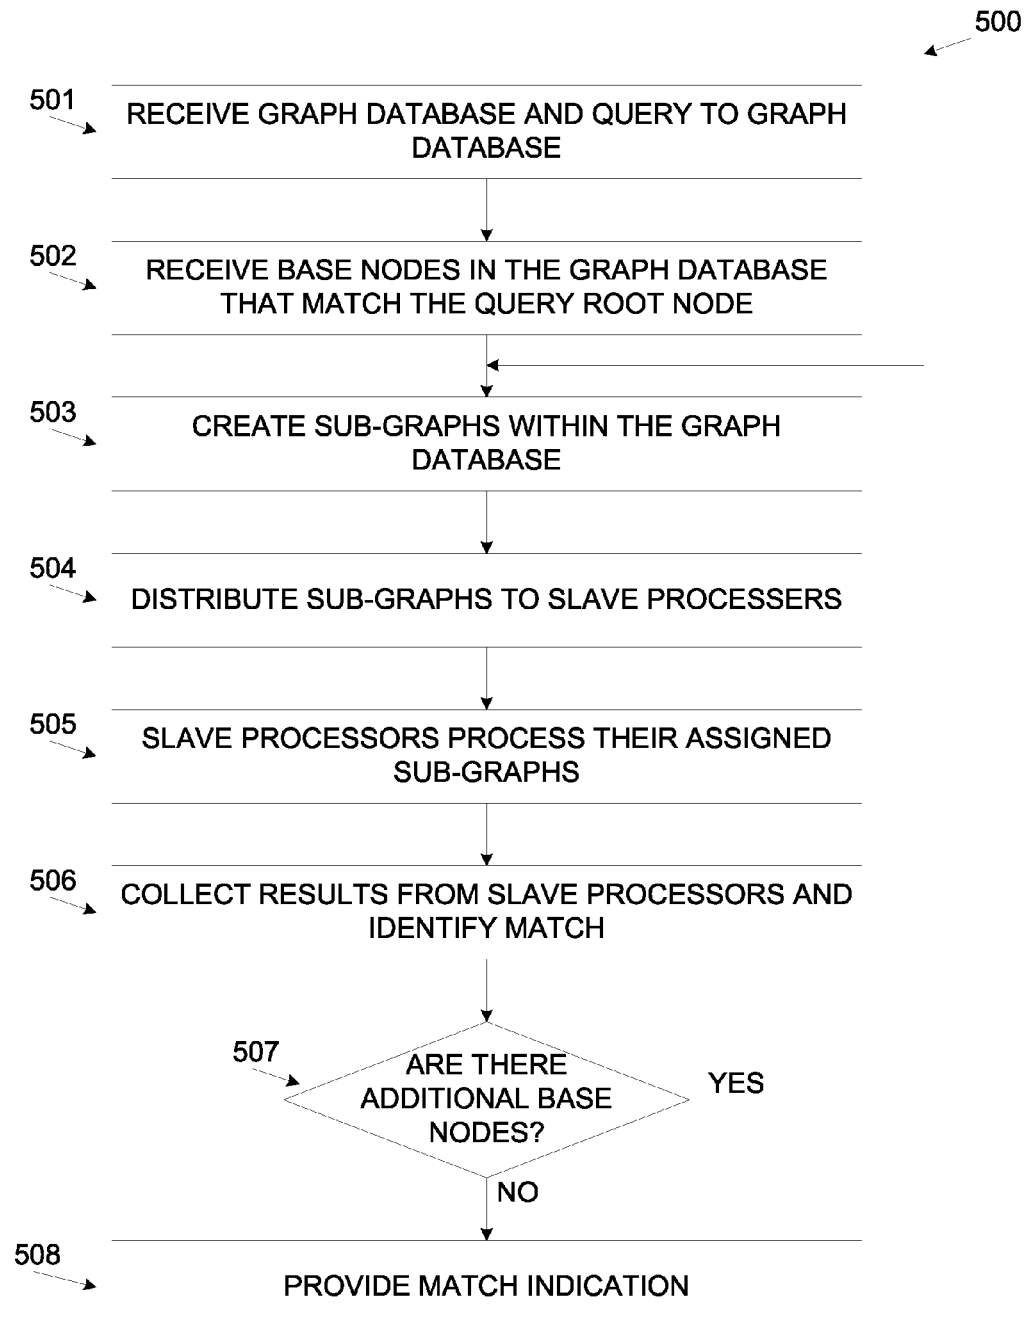 500
501
RECEIVE GRAPH DATABASE AND QUERY TO GRAPH
DATABASE
502
RECEIVE BASE NODES IN THE GRAPH DATABASE
THAT MATCH THE QUERY ROOT NODE
503
CREATE SUB-GRAPHS WITHIN THE GRAPH
DATABASE
504
DISTRIBUTE SUB-GRAPHS TO SLAVE PROCESSERS
505
SLAVE PROCESSORS PROCESS THEIR ASSIGNED
SUB-GRAPHS
506
COLLECT RESULTS FROM SLAVE PROCESSORS AND
IDENTIFY MATCH
507
ARE THERE
ADDITIONAL BASE
NODES?
YES
NO
508
PROVIDE MATCH INDICATION